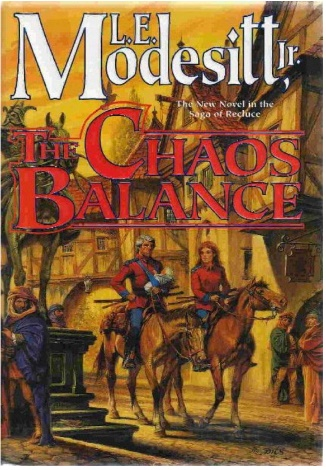 L.E.
Modesitt, Jr.
The New Novel in the
Saga of Recluce
THE CHAOS
BALANCE